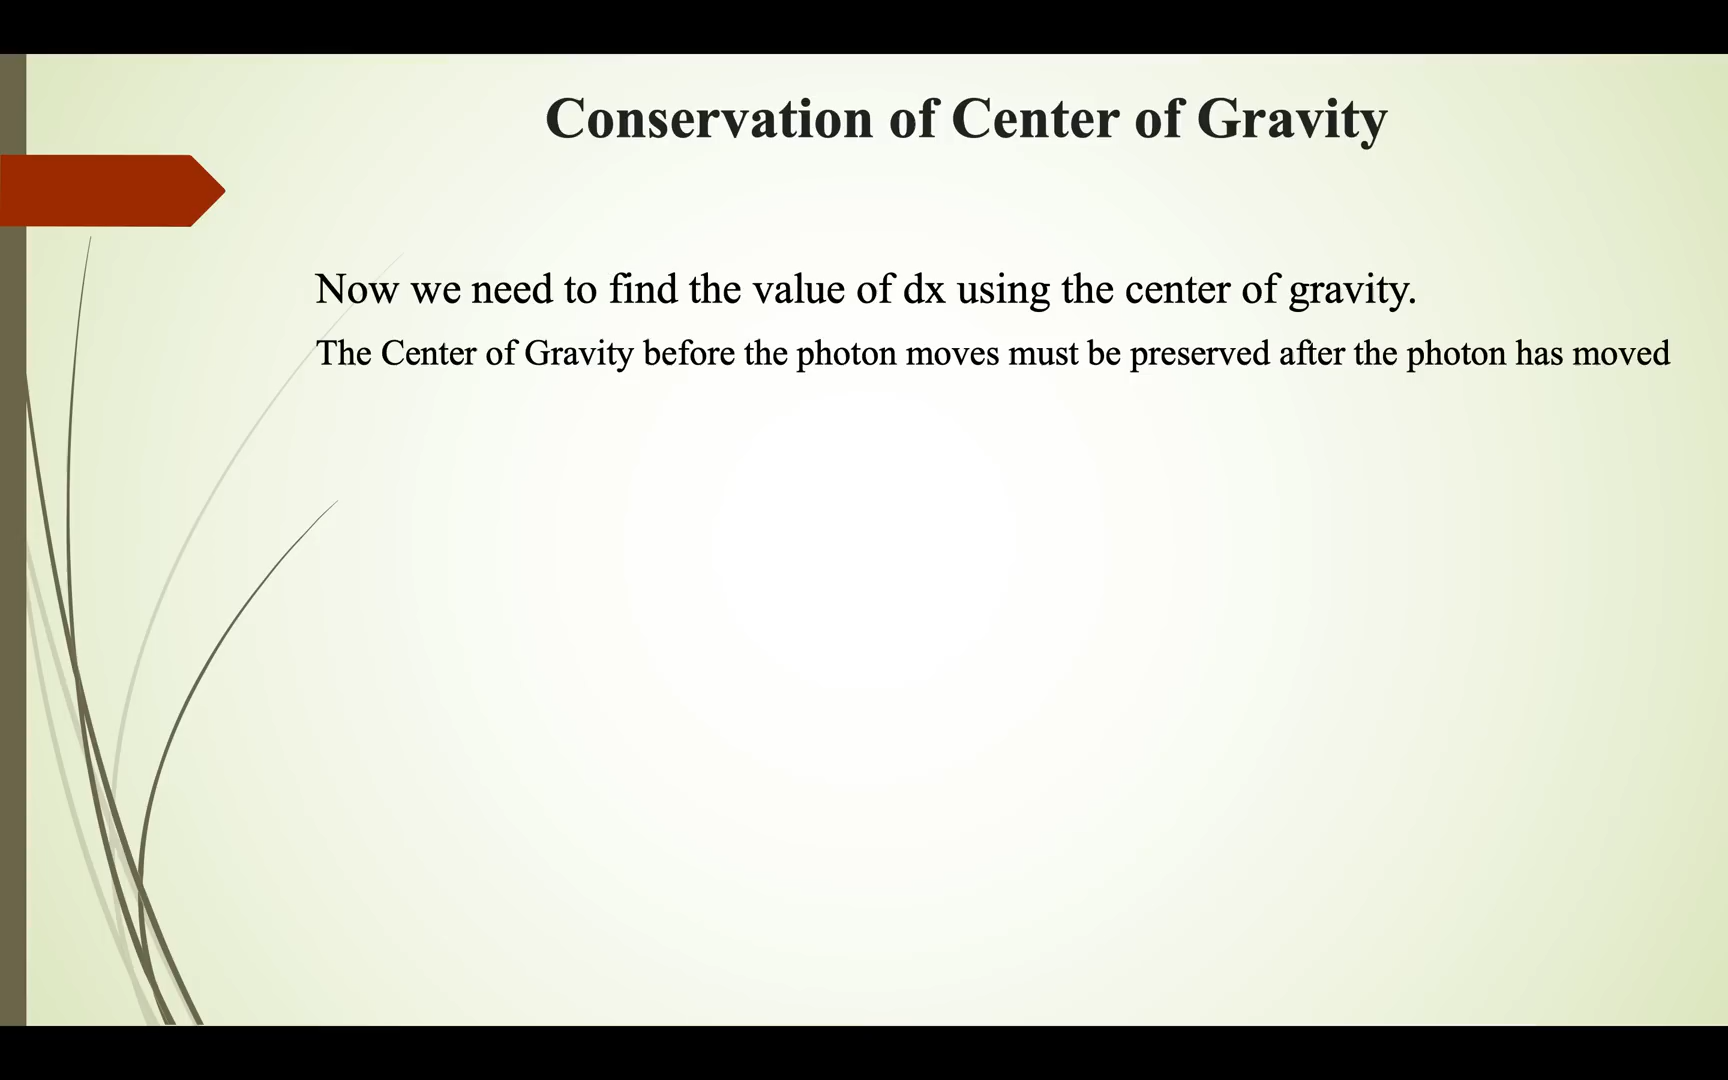 Conservation of Center of Gravity
Now we need to find the value of dx using the center of gravity.
The Center of Gravity before the photon moves must be preserved after the photon has moved